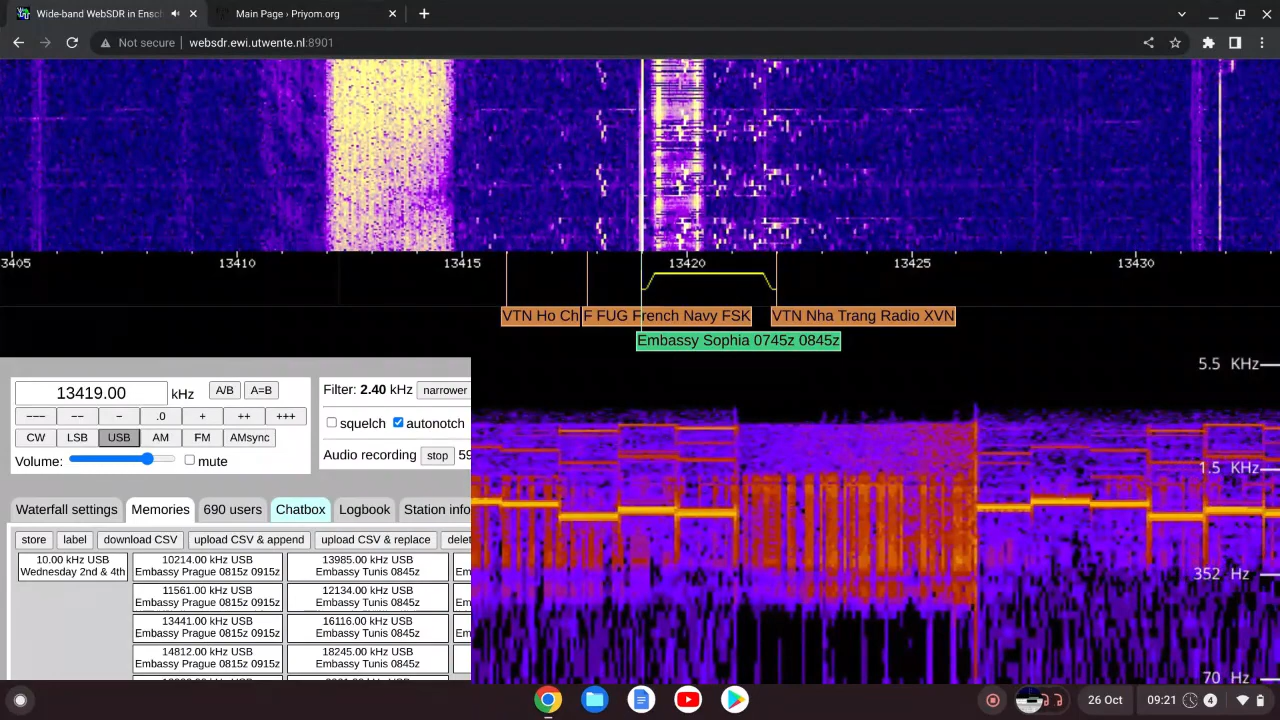 Wide-band WebSDR in Ensch
Main Page › Priyom.org
Not secure
websdr.ewi.utwente.nl:8901
3405
13410
13415
13420
13425
13430
VTN Ho Ch
F FUG French Navy FSK
VTN Nha Trang Radio XVN
Embassy Sophia 0745z 0845z
5.5 KHz
1.5 KHz
352 Hz
70 Hz
13419.00 kHz A/B A=B
--- -- - .0 + ++ +++
CW LSB USB AM FM AMsync
Volume: mute
Filter: 2.40 kHz narrower
squelch autonotch
Audio recording stop 59
Waterfall settings Memories 690 users Chatbox Logbook Station info
store label download CSV upload CSV & append upload CSV & replace delet
10.00 kHz USB
Wednesday 2nd & 4th
10214.00 kHz USB
Embassy Prague 0815z 0915z
13985.00 kHz USB
Embassy Tunis 0845z
Em
11561.00 kHz USB
Embassy Prague 0815z 0915z
12134.00 kHz USB
Embassy Tunis 0845z
Em
13441.00 kHz USB
Embassy Prague 0815z 0915z
16116.00 kHz USB
Embassy Tunis 0845z
Em
14812.00 kHz USB
Embassy Prague 0815z 0915z
18245.00 kHz USB
Embassy Tunis 0845z
26 Oct
09:21
4